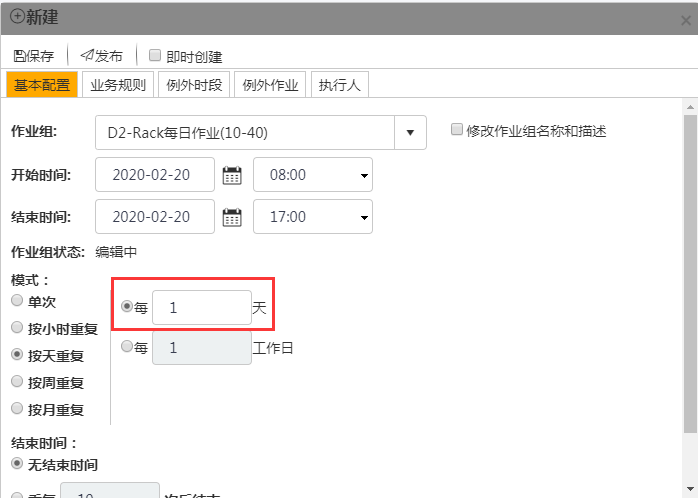 新建
保存 发布 即时创建
基本配置 业务规则 例外时段 例外作业 执行人
作业组: D2-Rack每日作业(10-40) 修改作业组名称和描述
开始时间: 2020-02-20 08:00
结束时间: 2020-02-20 17:00
作业组状态: 编辑中
模式：
单次
按小时重复
按天重复
按周重复
按月重复
每 1 天
每 1 工作日
结束时间：
无结束时间
重复 10 次后结束